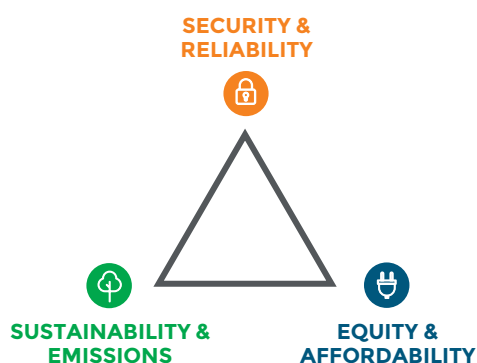 SECURITY &
RELIABILITY
SUSTAINABILITY &
EMISSIONS
EQUITY &
AFFORDABILITY